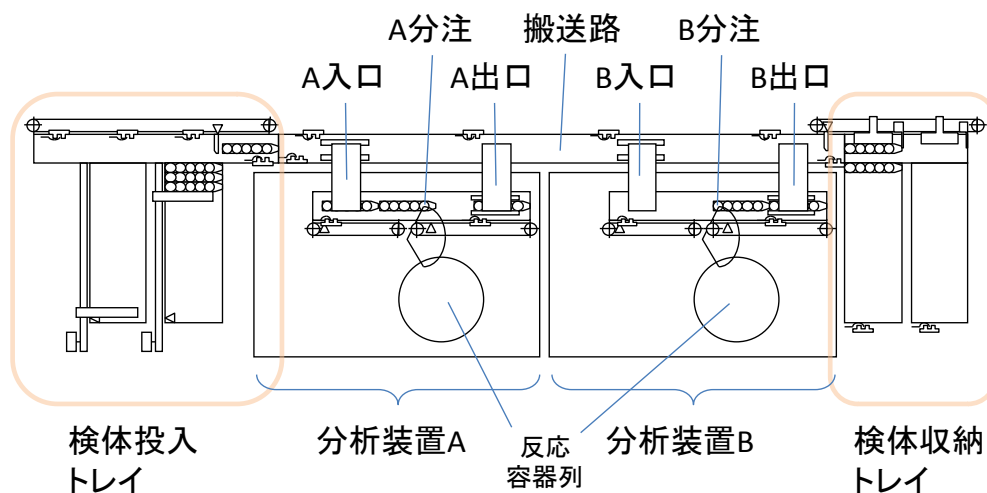 A分注
搬送路
B分注
A入口
A出口
B入口
B出口
検体投入
トレイ
分析装置A
反応
容器列
分析装置B
検体収納
トレイ